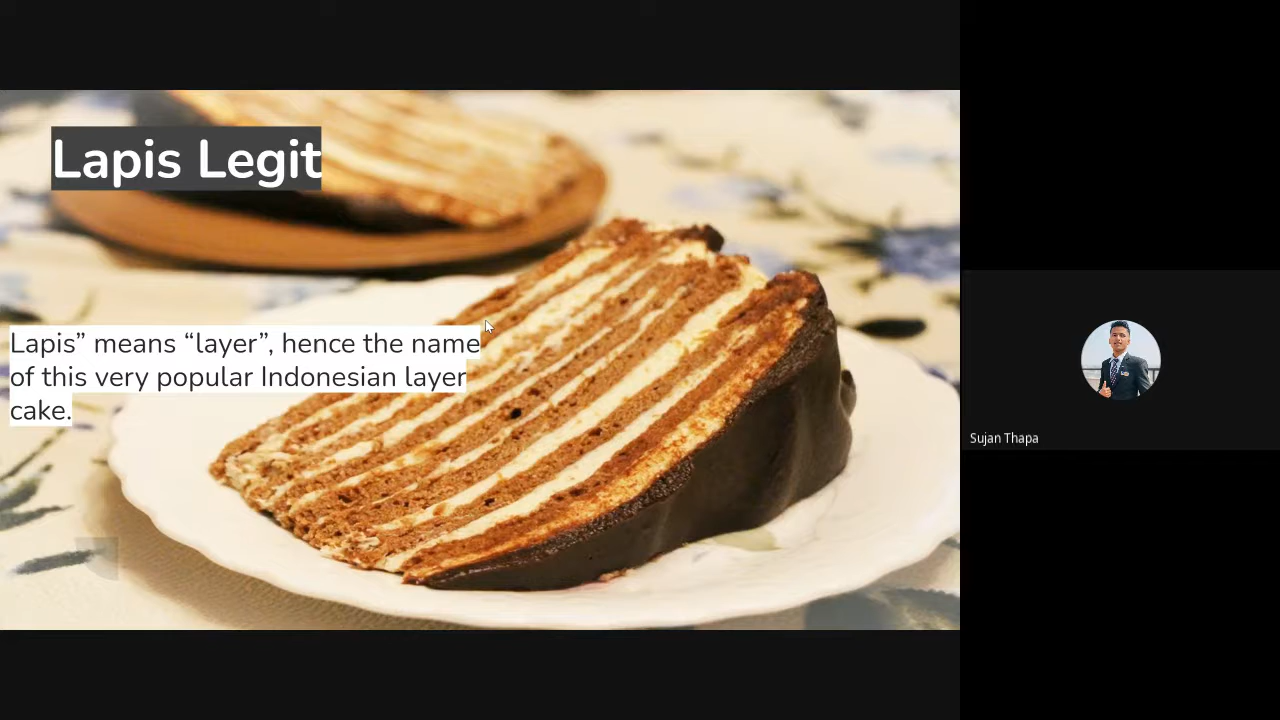 Lapis Legit
Lapis” means “layer”, hence the name
of this very popular Indonesian layer
cake.
Sujan Thapa